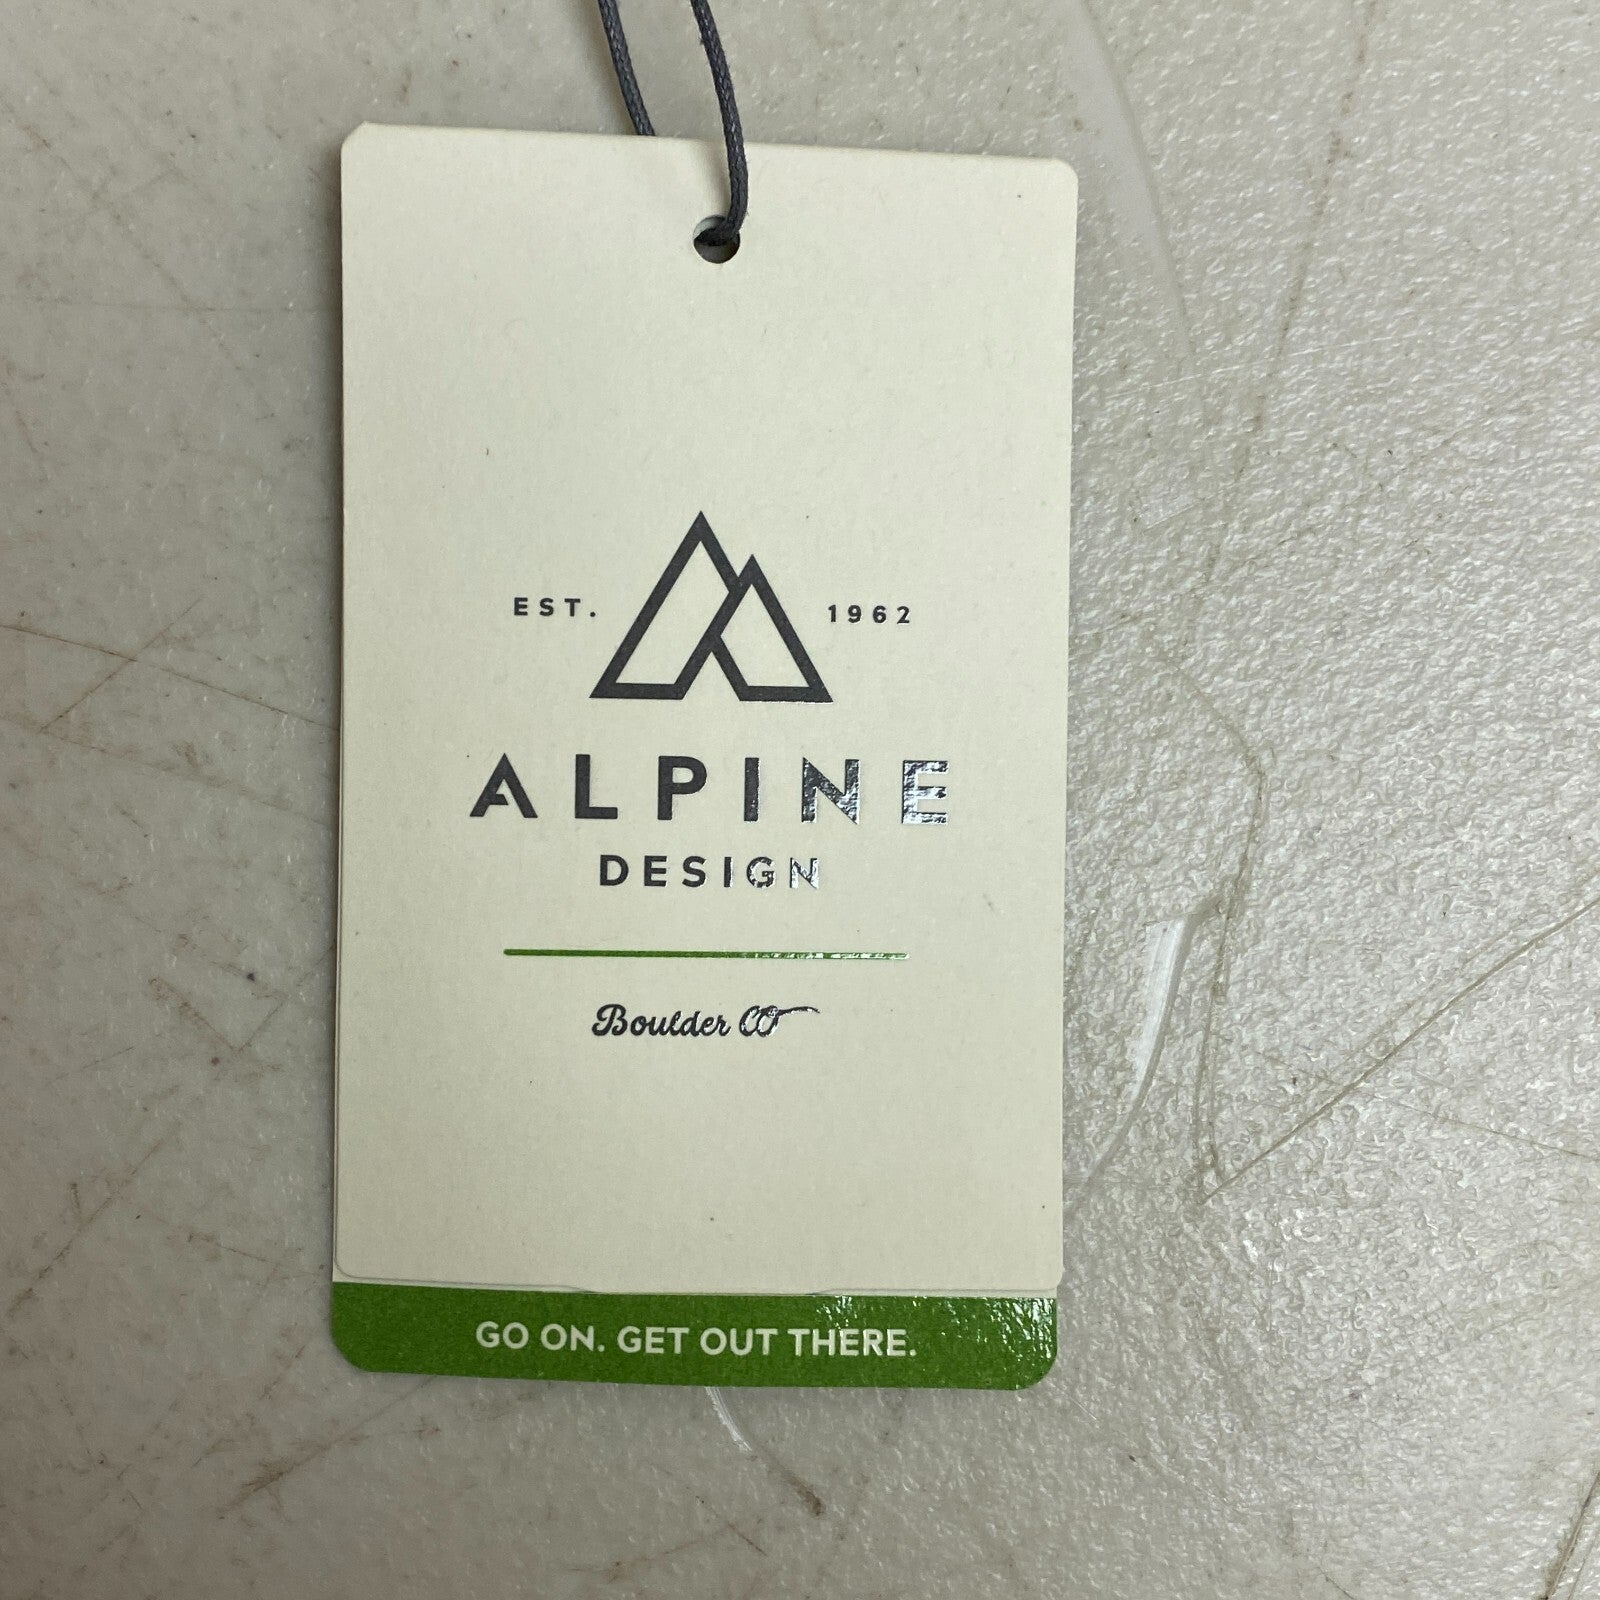 EST. 1962
ALPINE
DESIGN
Boulder CO
GO ON. GET OUT THERE.